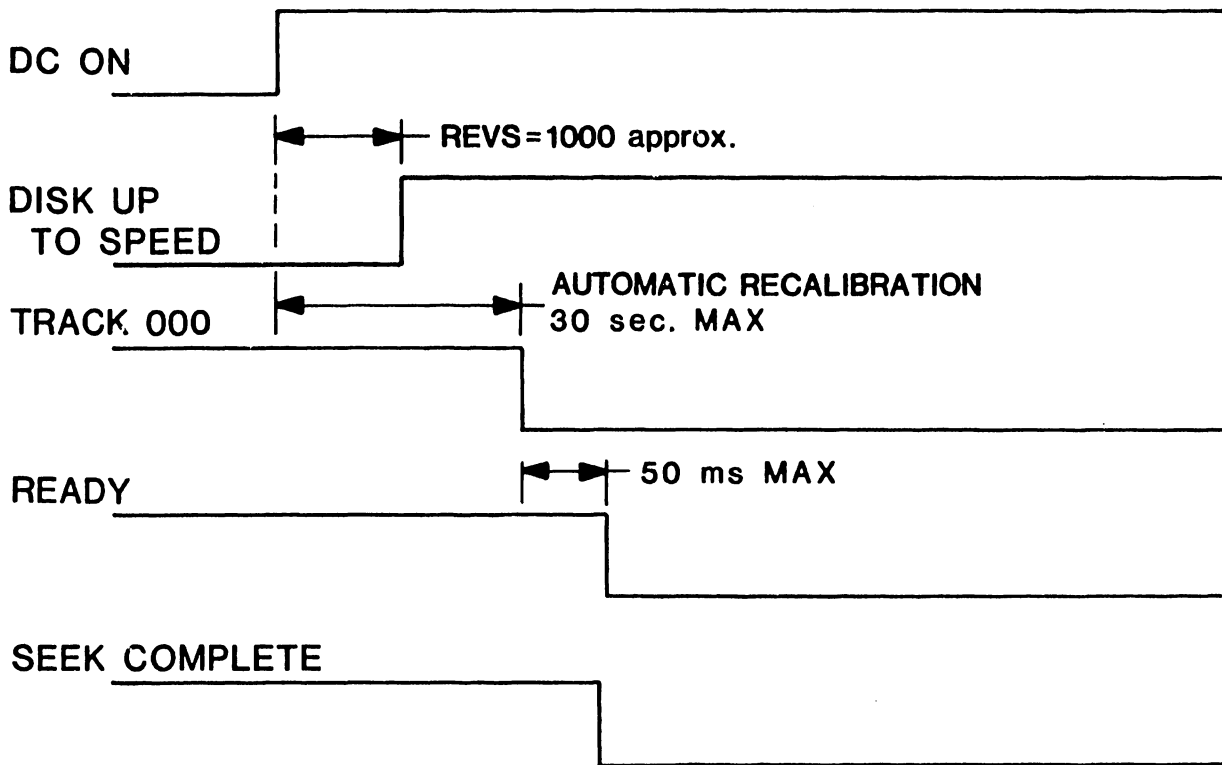 DC ON
REVS=1000 approx.
DISK UP
TO SPEED
AUTOMATIC RECALIBRATION
30 sec. MAX
TRACK 000
50 ms MAX
READY
SEEK COMPLETE